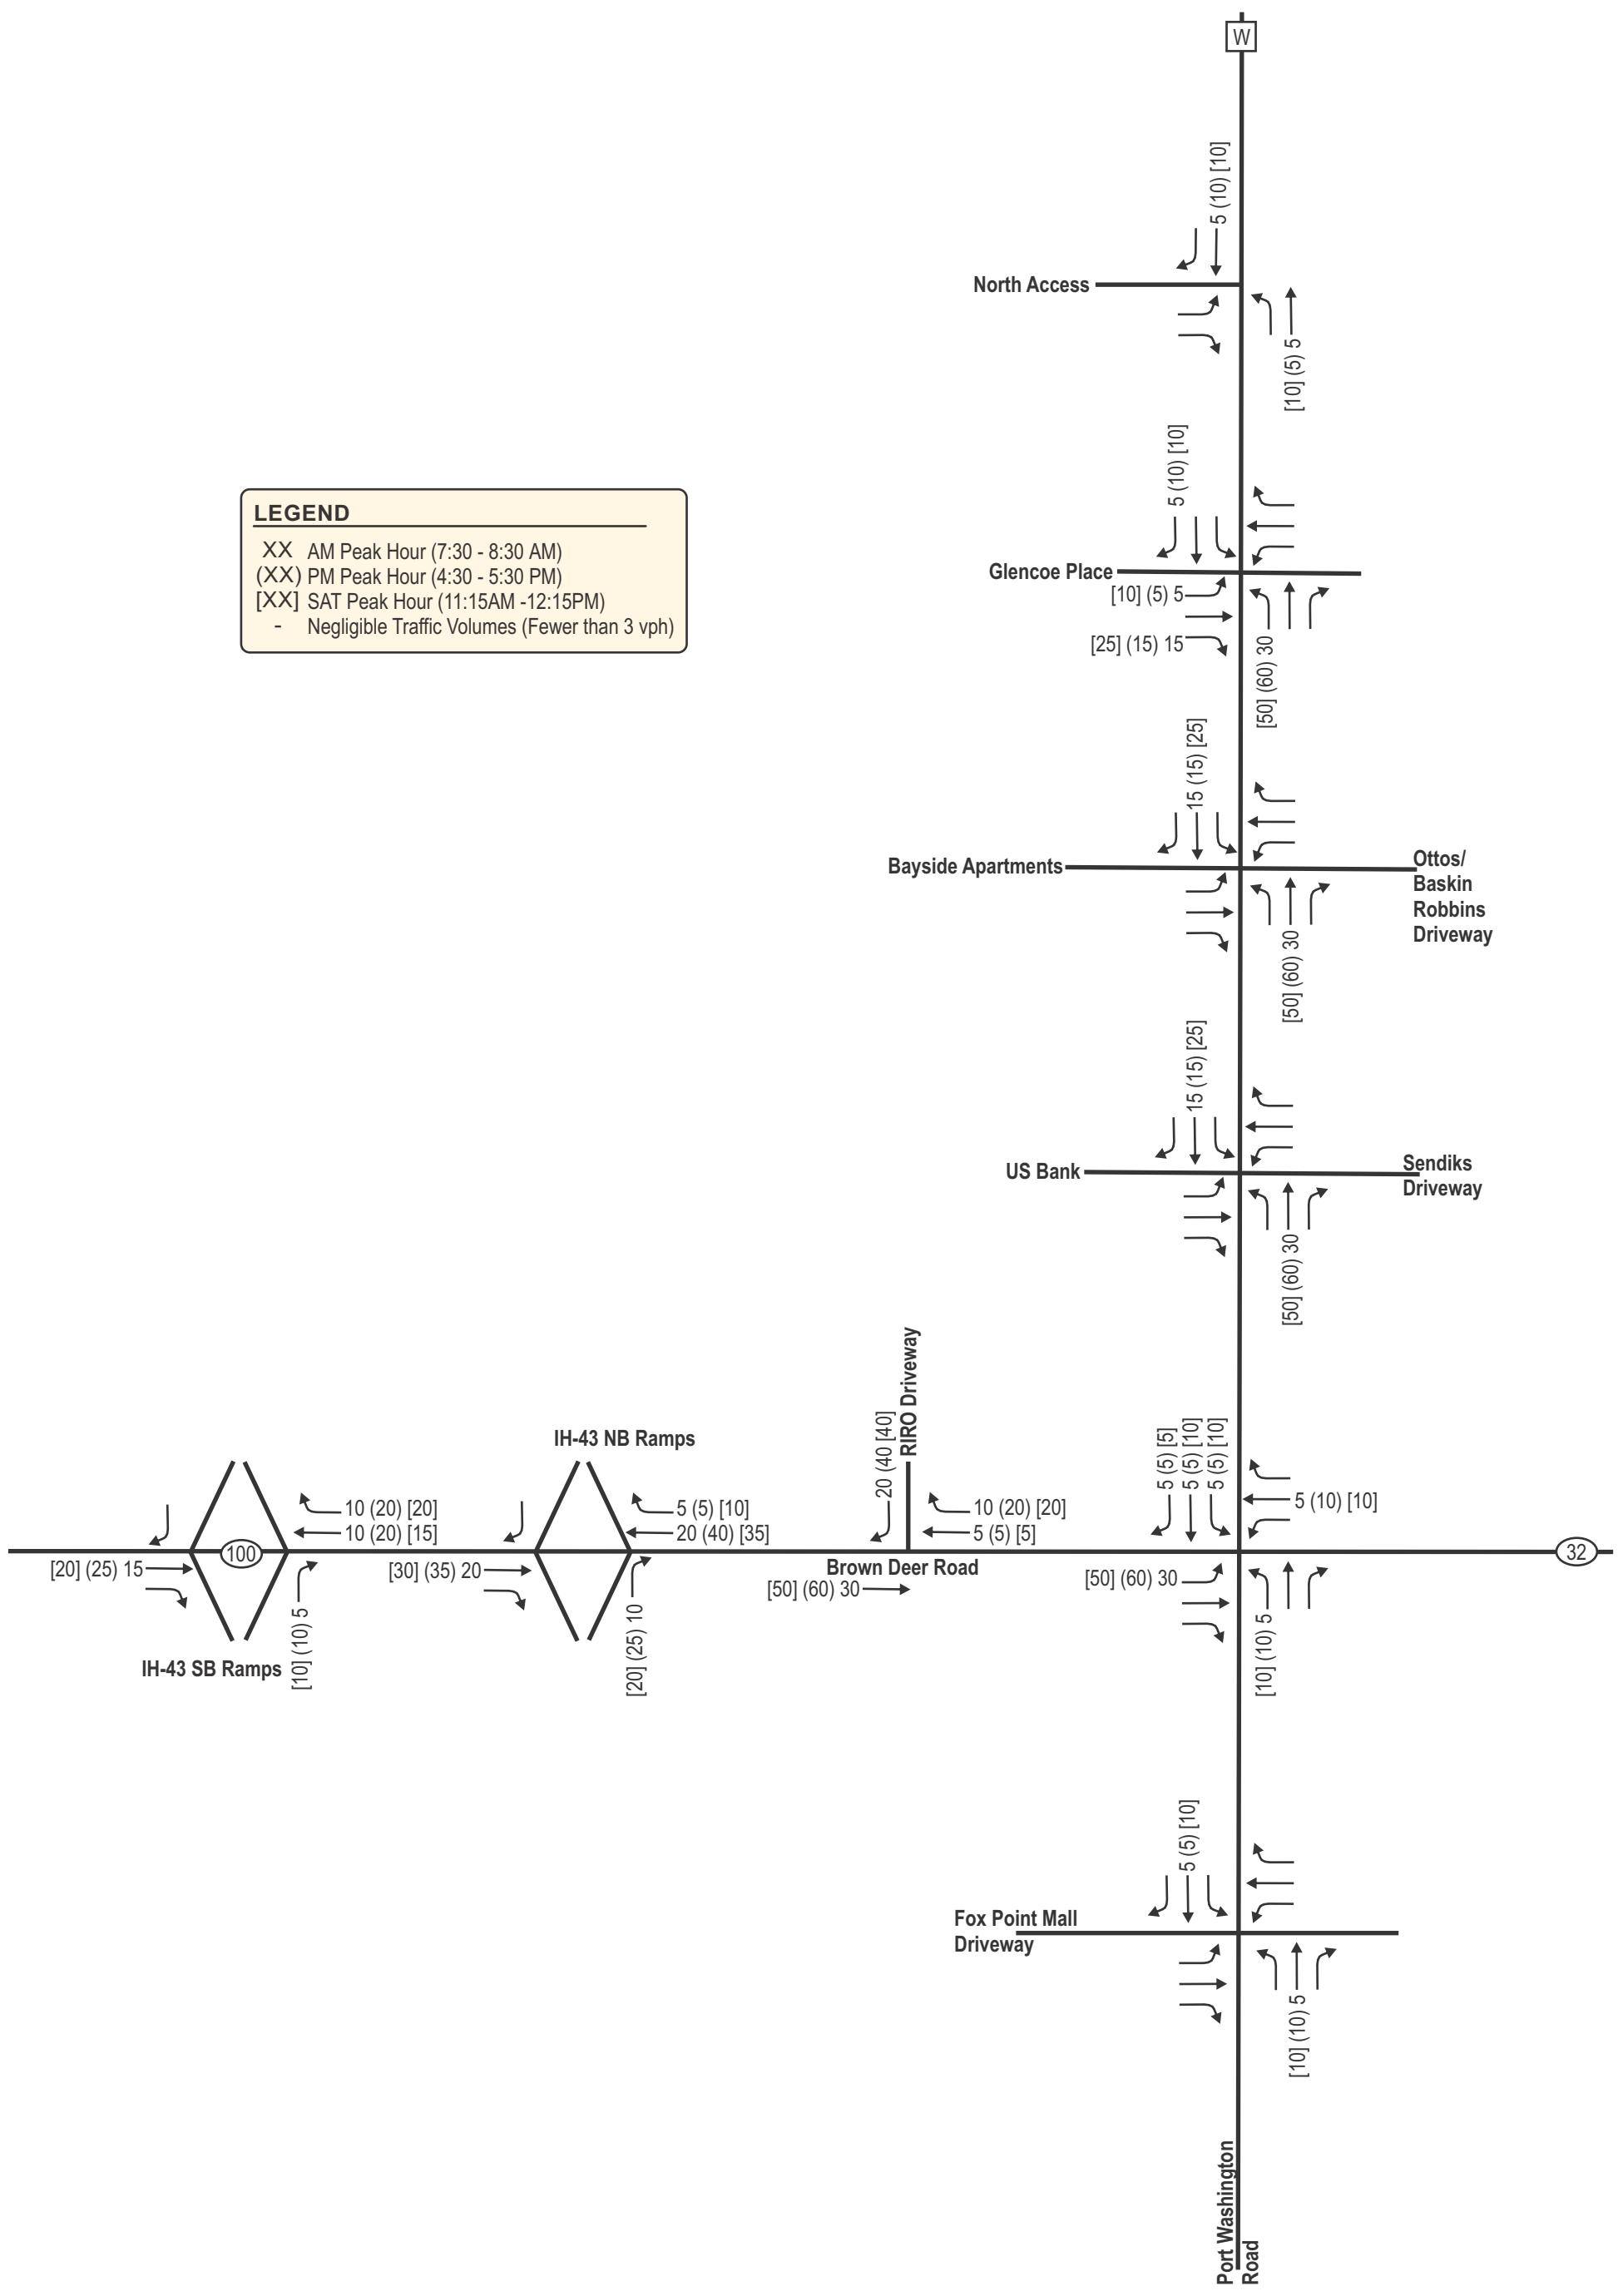 W
5 (10) [10]
North Access
[10] (5) 5
5 (10) [10]
LEGEND
XX AM Peak Hour (7:30 - 8:30 AM)
(XX) PM Peak Hour (4:30 - 5:30 PM)
[XX] SAT Peak Hour (11:15AM -12:15PM)
- Negligible Traffic Volumes (Fewer than 3 vph)
Glencoe Place
[10] (5) 5
[25] (15) 15
[50] (60) 30
15 (15) [25]
Bayside Apartments
Ottos/
Baskin
Robbins
Driveway
[50] (60) 30
15 (15) [25]
US Bank
Sendiks
Driveway
[50] (60) 30
RIRO Driveway
20 (40 [40]
5 (5) [5]
5 (5) [10]
5 (5) [10]
IH-43 NB Ramps
10 (20) [20]
10 (20) [15]
5 (5) [10]
20 (40) [35]
10 (20) [20]
5 (5) [5]
5 (10) [10]
100
32
[20] (25) 15
[30] (35) 20
Brown Deer Road
[50] (60) 30
[50] (60) 30
IH-43 SB Ramps
[10] (10) 5
[20] (25) 10
[10] (10) 5
5 (5) [10]
Fox Point Mall
Driveway
[10] (10) 5
Port Washington
Road